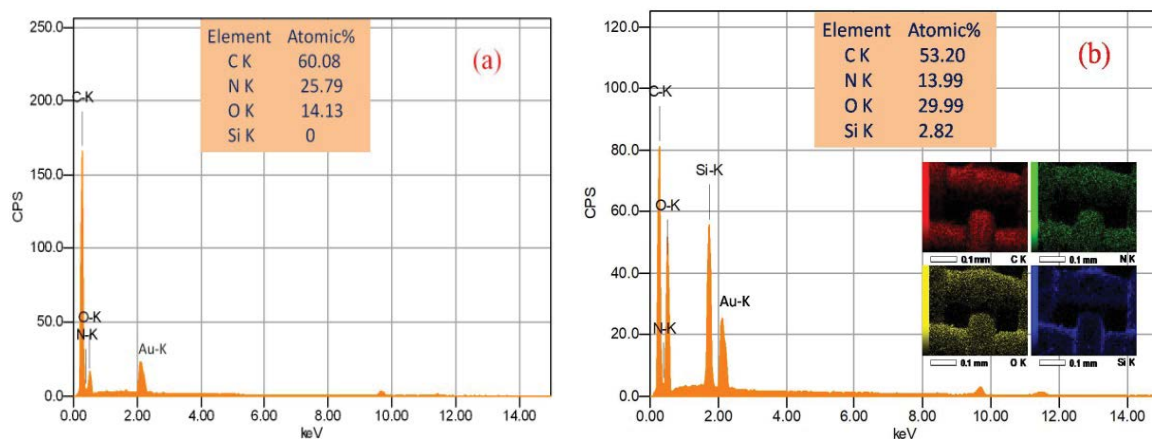 (a)
Element Atomic%
C K 60.08
N K 25.79
O K 14.13
Si K 0
250.0
200.0
150.0
100.0
50.0
0.0
CPS
C-K
O-K
N-K
Au-K
0.00 2.00 4.00 6.00 8.00 10.00 12.00 14.00
keV
(b)
Element Atomic%
C K 53.20
N K 13.99
O K 29.99
Si K 2.82
120.0
100.0
80.0
60.0
40.0
20.0
0.0
CPS
C-K
Si-K
O-K
Au-K
N-K
0.1 mm C K
0.1 mm N K
0.1 mm O K
0.1 mm Si K
0.00 2.00 4.00 6.00 8.00 10.00 12.00 14.00
keV